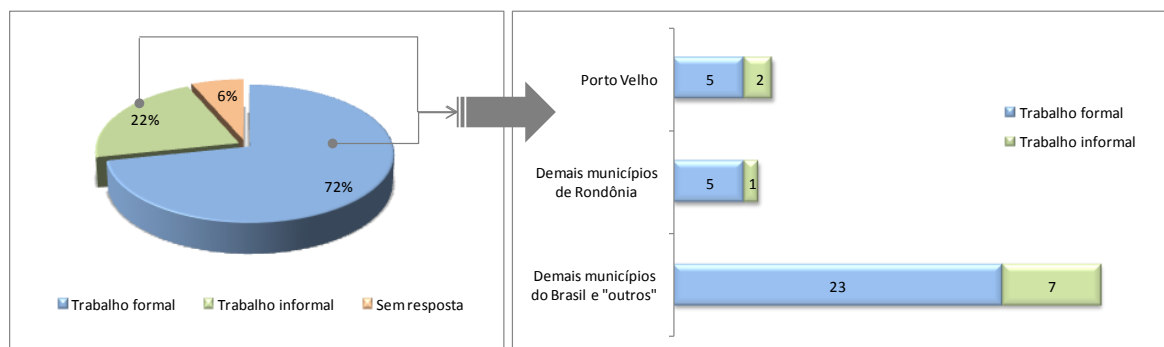 6%
22%
72%
Trabalho formal
Trabalho informal
Sem resposta
Porto Velho
5
2
Trabalho formal
Trabalho informal
Demais municípios
de Rondônia
5
1
Demais municípios
do Brasil e "outros"
23
7